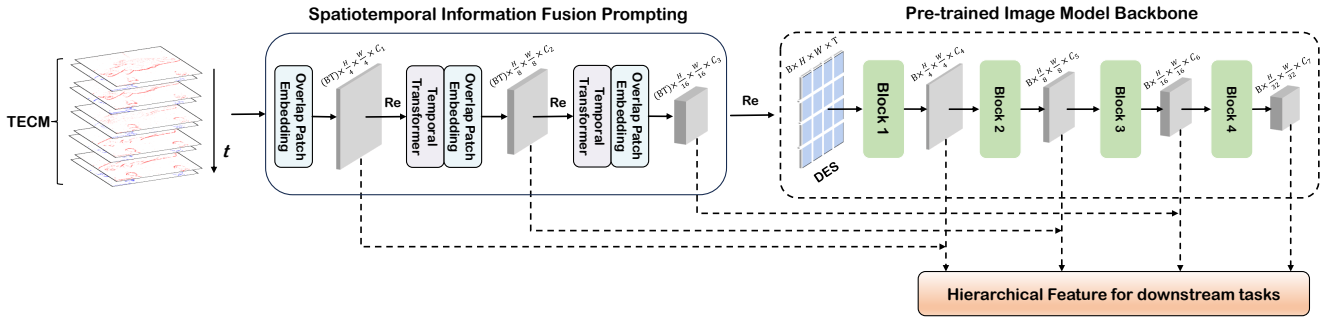 Spatiotemporal Information Fusion Prompting
Pre-trained Image Model Backbone
TECM
t
Overlap Patch
Embedding
(BT)×H/4×W/4×C₁
Re
Temporal
Transformer
Overlap Patch
Embedding
(BT)×H/8×W/8×C₂
Re
Temporal
Transformer
Overlap Patch
Embedding
(BT)×H/16×W/16×C₃
Re
B×H×W×T
DES
Block 1
B×H/4×W/4×C₄
Block 2
B×H/8×W/8×C₅
Block 3
B×H/16×W/16×C₆
Block 4
B×H/32×W/32×C₇
Hierarchical Feature for downstream tasks